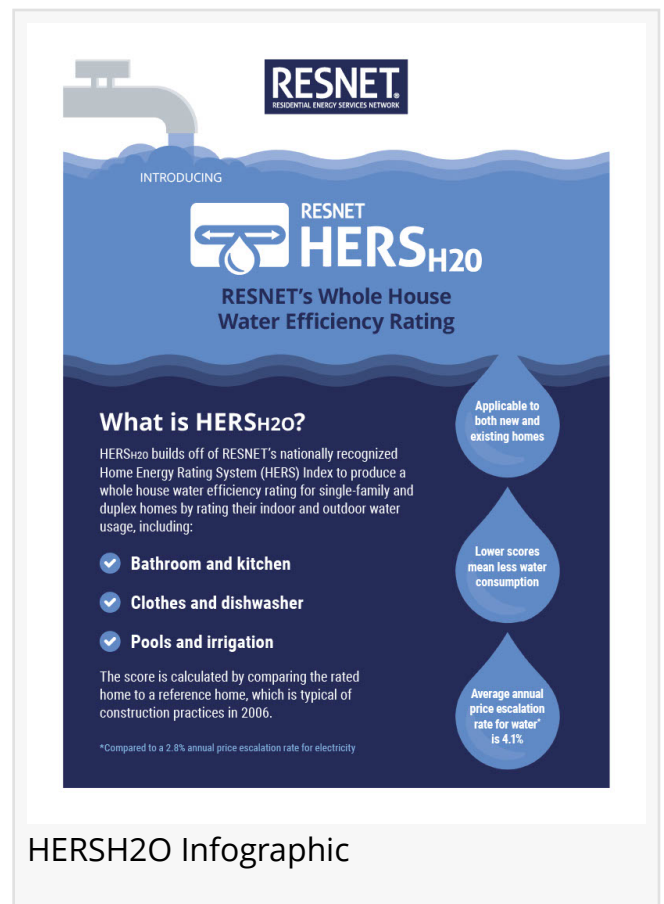 RESNET®
RESIDENTIAL ENERGY SERVICES NETWORK
INTRODUCING
RESNET
HERSH2O
RESNET's Whole House
Water Efficiency Rating
What is HERSH2O?
HERSH2O builds off of RESNET's nationally recognized
Home Energy Rating System (HERS) Index to produce a
whole house water efficiency rating for single-family and
duplex homes by rating their indoor and outdoor water
usage, including:
Bathroom and kitchen
Clothes and dishwasher
Pools and irrigation
The score is calculated by comparing the rated
home to a reference home, which is typical of
construction practices in 2006.
*Compared to a 2.8% annual price escalation rate for electricity
Applicable to
both new and
existing homes
Lower scores
mean less water
consumption
Average annual
price escalation
rate for water*
is 4.1%
HERSH2O Infographic